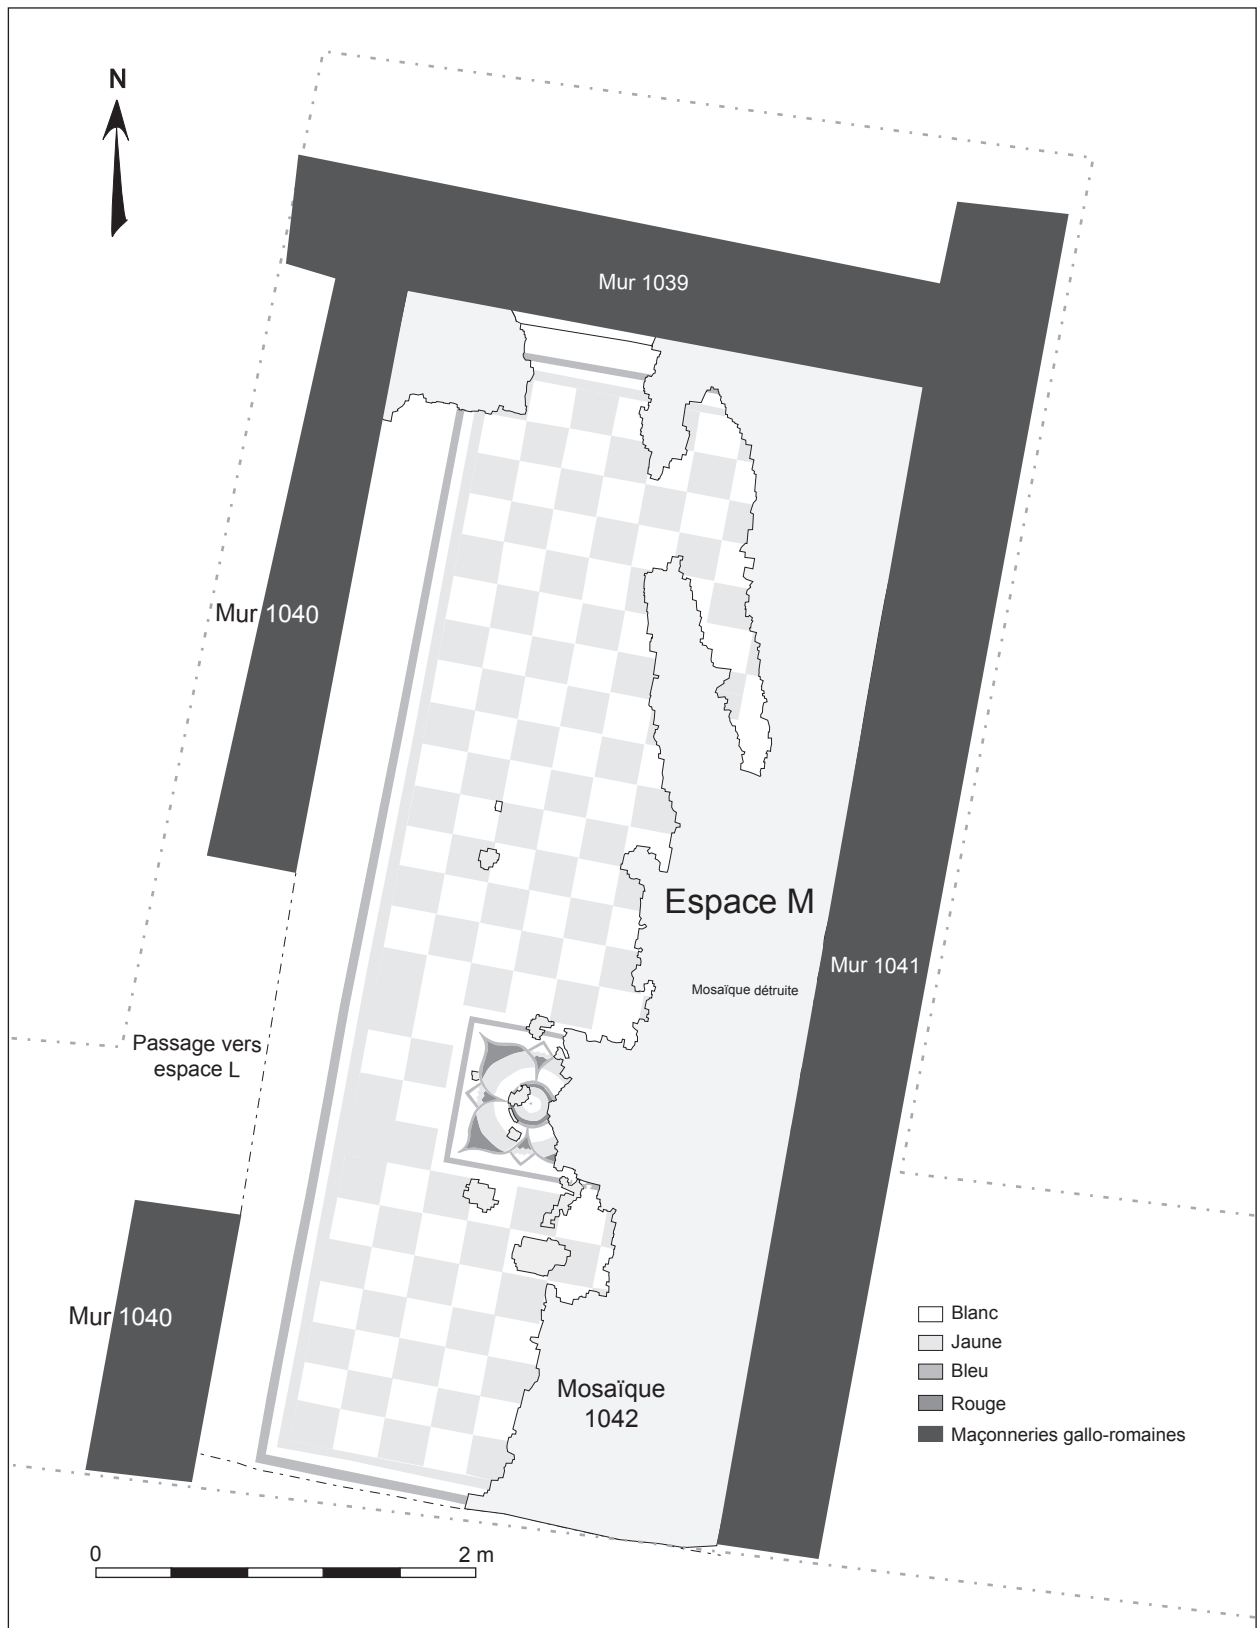 N
Mur 1039
Mur 1040
Espace M
Mur 1041
Mosaïque détruite
Passage vers
espace L
Mur 1040
Mosaïque
1042
Blanc
Jaune
Bleu
Rouge
Maçonneries gallo-romaines
0 2 m